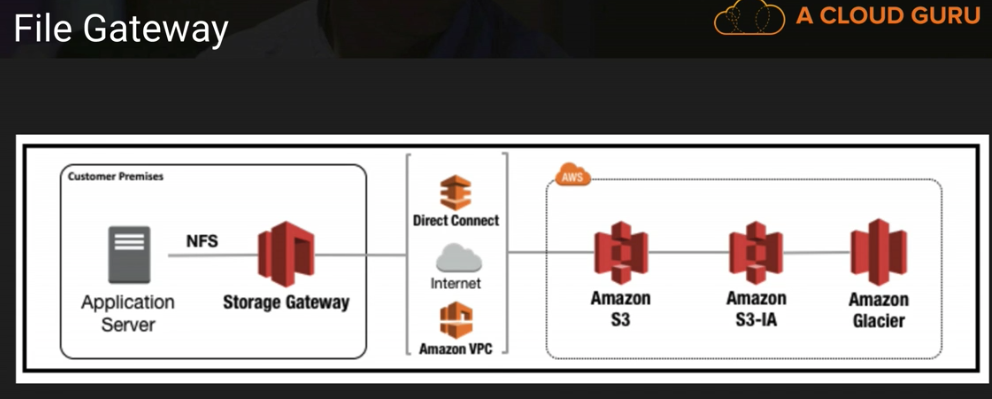 File Gateway
A CLOUD GURU
Customer Premises
NFS
Application
Server
Storage Gateway
Direct Connect
Internet
Amazon VPC
AWS
Amazon
S3
Amazon
S3-IA
Amazon
Glacier